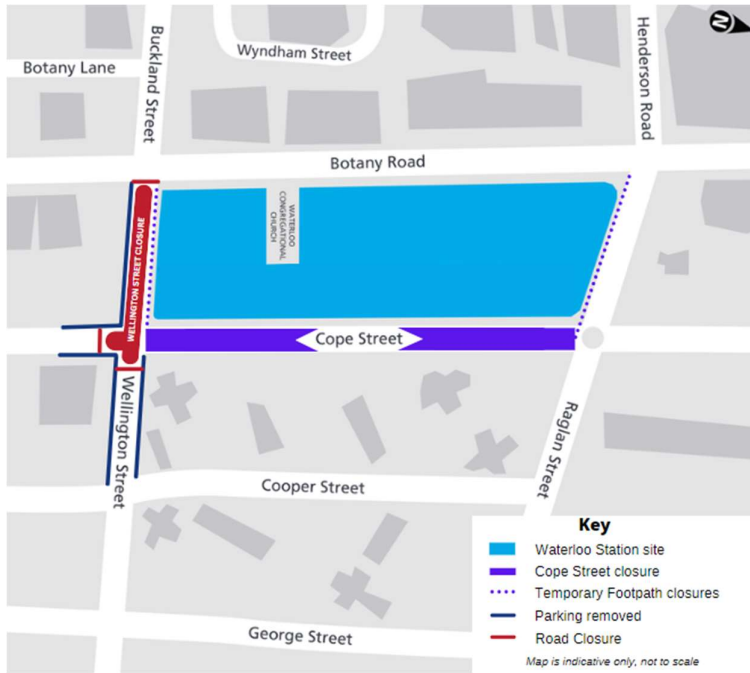 N
Wyndham Street
Botany Lane
Buckland Street
Henderson Road
Botany Road
WATERLOO
CONGREGATIONAL
CHURCH
WELLINGTON STREET CLOSURE
Cope Street
Wellington Street
Raglan Street
Cooper Street
George Street
Key
Waterloo Station site
Cope Street closure
Temporary Footpath closures
Parking removed
Road Closure
Map is indicative only, not to scale